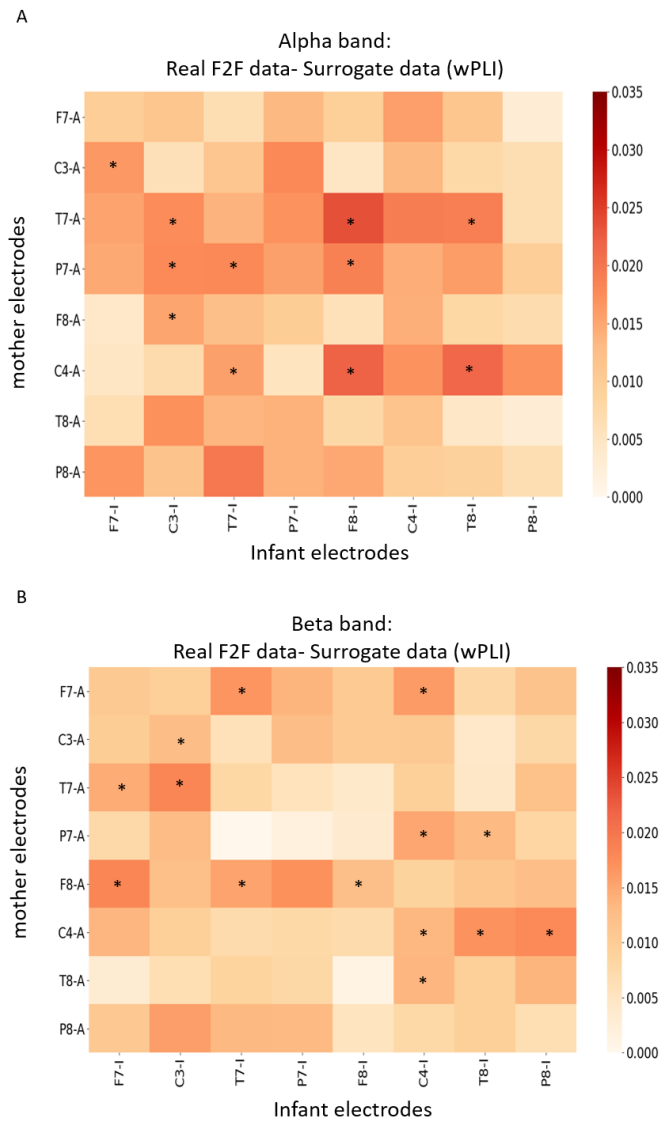 A
Alpha band:
Real F2F data- Surrogate data (wPLI)
mother electrodes
F7-A
C3-A
T7-A
P7-A
F8-A
C4-A
T8-A
P8-A
*
* * *
* * *
*
* * *
F7-I C3-I T7-I P7-I F8-I C4-I T8-I P8-I
Infant electrodes
0.035
0.030
0.025
0.020
0.015
0.010
0.005
0.000
B
Beta band:
Real F2F data- Surrogate data (wPLI)
mother electrodes
F7-A
C3-A
T7-A
P7-A
F8-A
C4-A
T8-A
P8-A
* *
*
* *
* *
* * *
* * *
*
F7-I C3-I T7-I P7-I F8-I C4-I T8-I P8-I
Infant electrodes
0.035
0.030
0.025
0.020
0.015
0.010
0.005
0.000